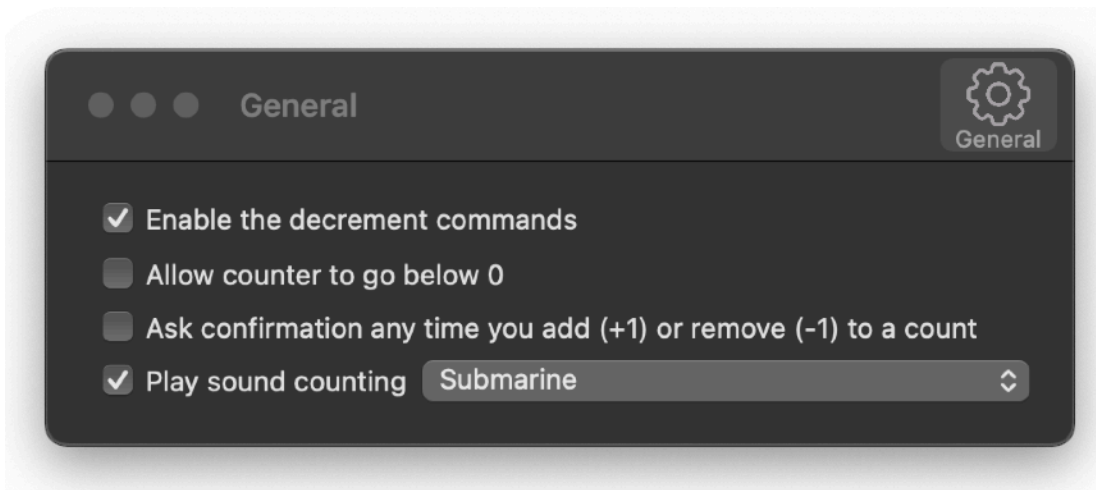 General
General
Enable the decrement commands
Allow counter to go below 0
Ask confirmation any time you add (+1) or remove (-1) to a count
Play sound counting Submarine